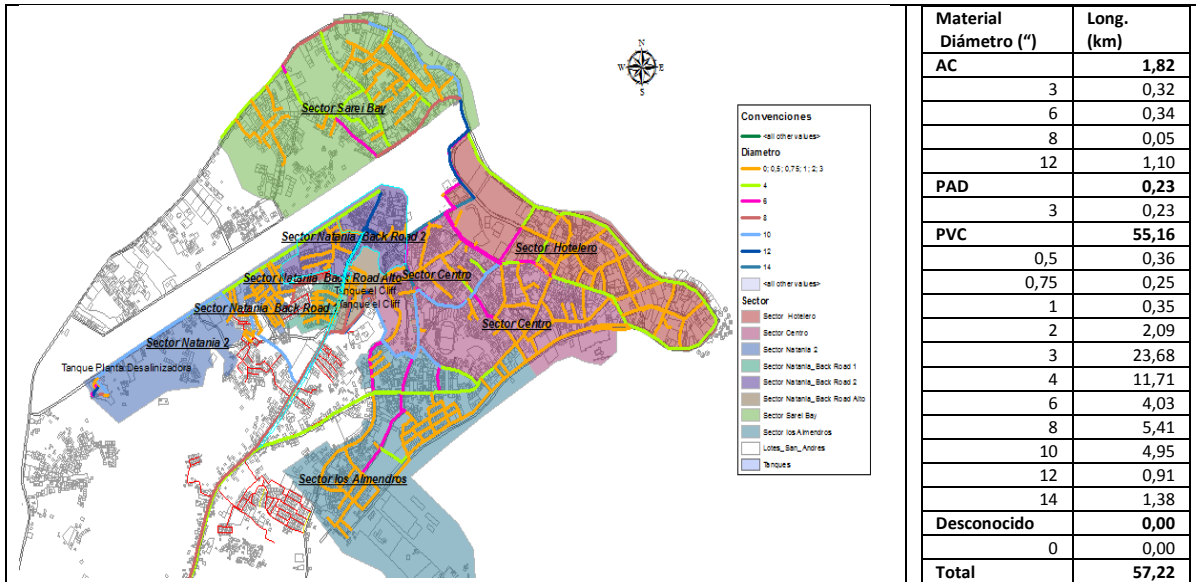 N
W E
S
Sector Sarei Bay
Sector Natania_Back Road 2
Sector Hotelero
Sector Natania_Back Road Alto
Sector Centro
Tanque el Cliff
Tanque el Cliff
Sector Natania_Back Road
Sector Centro
Sector Natania 2
Tanque Planta Desalinizadora
Sector los Almendros
Convenciones
<all other values>
Diametro
0; 0,5; 0,75; 1; 2; 3
4
6
8
10
12
14
<all other values>
Sector
Sector Hotelero
Sector Centro
Sector Natania 2
Sector Natania_Back Road 1
Sector Natania_Back Road 2
Sector Natania_Back Road Alto
Sector Sarei Bay
Sector los Almendros
Lotes_San_Andres
Tanques
Material Long.
Diámetro (“) (km)
AC 1,82
3 0,32
6 0,34
8 0,05
12 1,10
PAD 0,23
3 0,23
PVC 55,16
0,5 0,36
0,75 0,25
1 0,35
2 2,09
3 23,68
4 11,71
6 4,03
8 5,41
10 4,95
12 0,91
14 1,38
Desconocido 0,00
0 0,00
Total 57,22